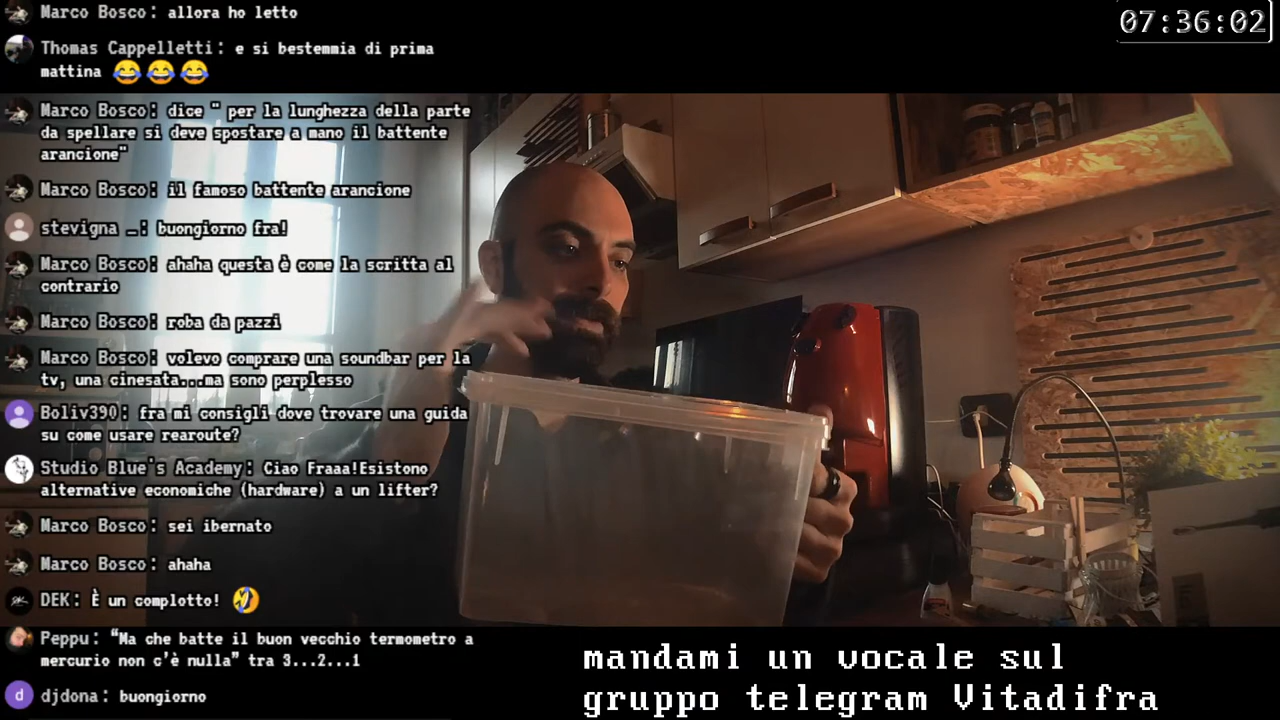 Marco Bosco: allora ho letto
07:36:02
Thomas Cappelletti: e si bestemmia di prima
mattina 😂😂😂
Marco Bosco: dice " per la lunghezza della parte
da spellare si deve spostare a mano il battente
arancione"
Marco Bosco: il famoso battente arancione
stevigna _: buongiorno fra!
Marco Bosco: ahaha questa è come la scritta al
contrario
Marco Bosco: roba da pazzi
Marco Bosco: volevo comprare una soundbar per la
tv, una cinesata...ma sono perplesso
Boliv390: fra mi consigli dove trovare una guida
su come usare rearoute?
Studio Blue's Academy: Ciao Fraaa!Esistono
alternative economiche (hardware) a un lifter?
Marco Bosco: sei ibernato
Marco Bosco: ahaha
DEK: È un complotto! 🤣
Peppu: “Ma che batte il buon vecchio termometro a
mercurio non c’è nulla” tra 3...2...1
d djdona: buongiorno
mandami un vocale sul
gruppo telegram Vitadifra